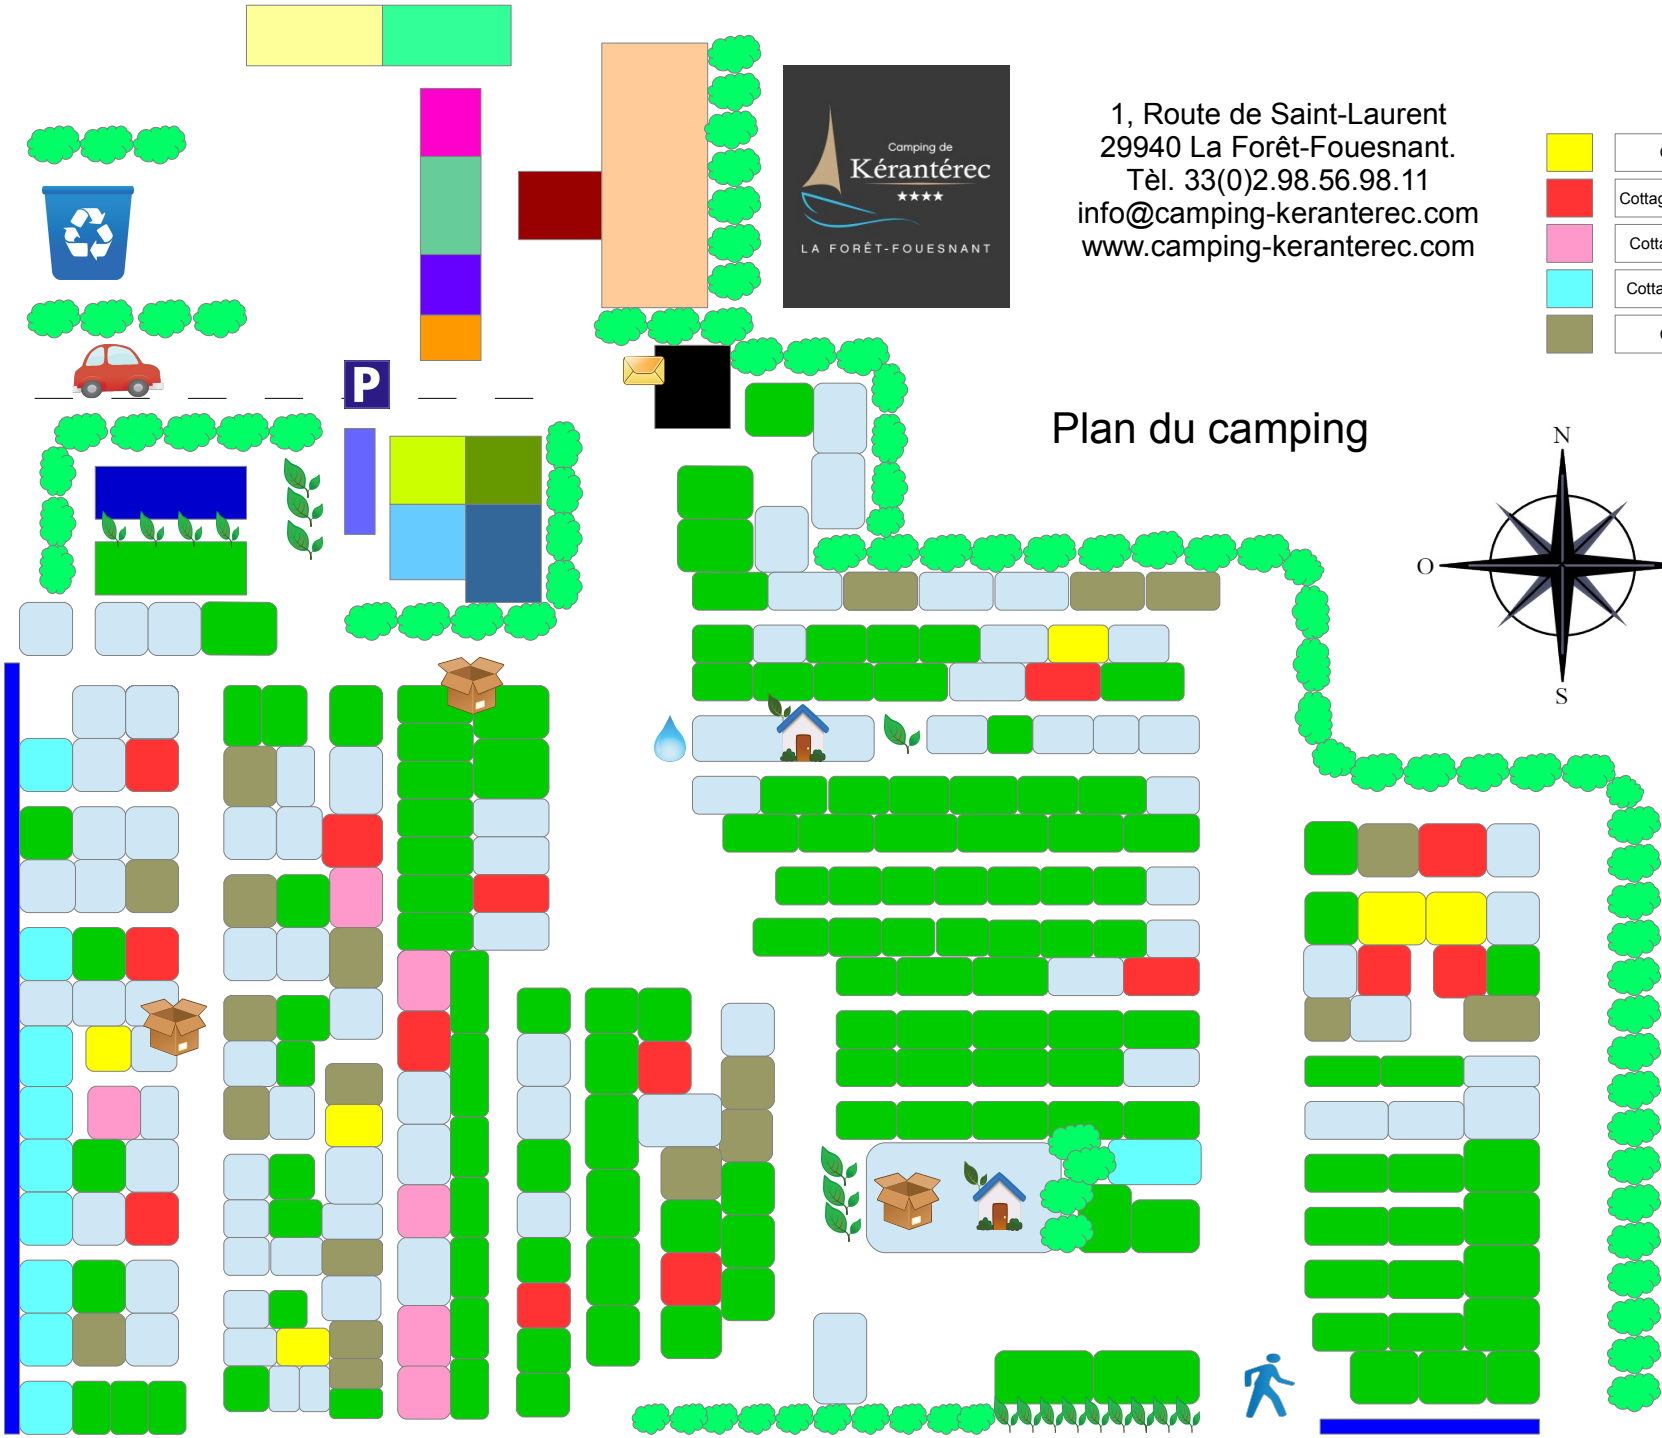 Camping de
Kérantérec
LA FORÊT-FOUESNANT
1, Route de Saint-Laurent
29940 La Forêt-Fouesnant.
Tèl. 33(0)2.98.56.98.11
info@camping-keranterec.com
www.camping-keranterec.com
P
Plan du camping
N
O
S